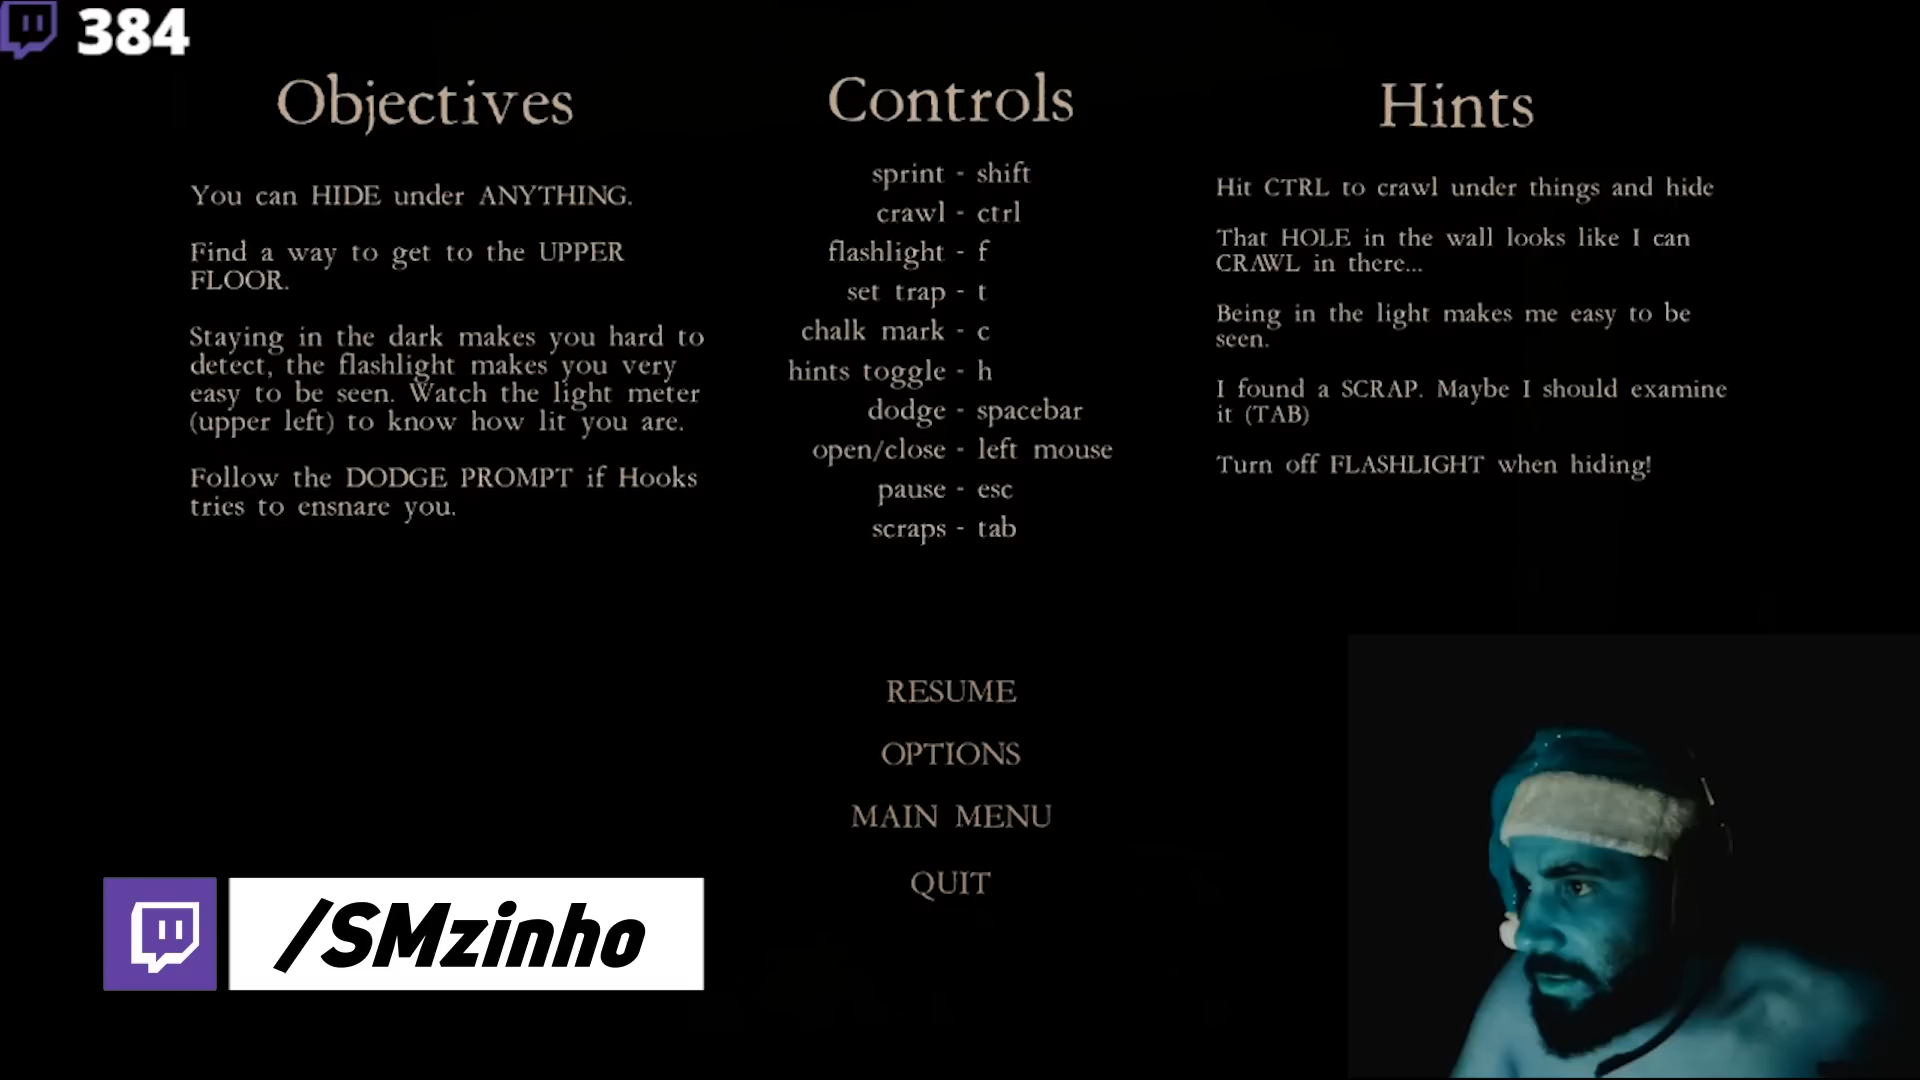 384
Objectives
You can HIDE under ANYTHING.
Find a way to get to the UPPER
FLOOR.
Staying in the dark makes you hard to
detect, the flashlight makes you very
easy to be seen. Watch the light meter
(upper left) to know how lit you are.
Follow the DODGE PROMPT if Hooks
tries to ensnare you.
Controls
sprint - shift
crawl - ctrl
flashlight - f
set trap - t
chalk mark - c
hints toggle - h
dodge - spacebar
open/close - left mouse
pause - esc
scraps - tab
Hints
Hit CTRL to crawl under things and hide
That HOLE in the wall looks like I can
CRAWL in there...
Being in the light makes me easy to be
seen.
I found a SCRAP. Maybe I should examine
it (TAB)
Turn off FLASHLIGHT when hiding!
RESUME
OPTIONS
MAIN MENU
QUIT
/SMzinho